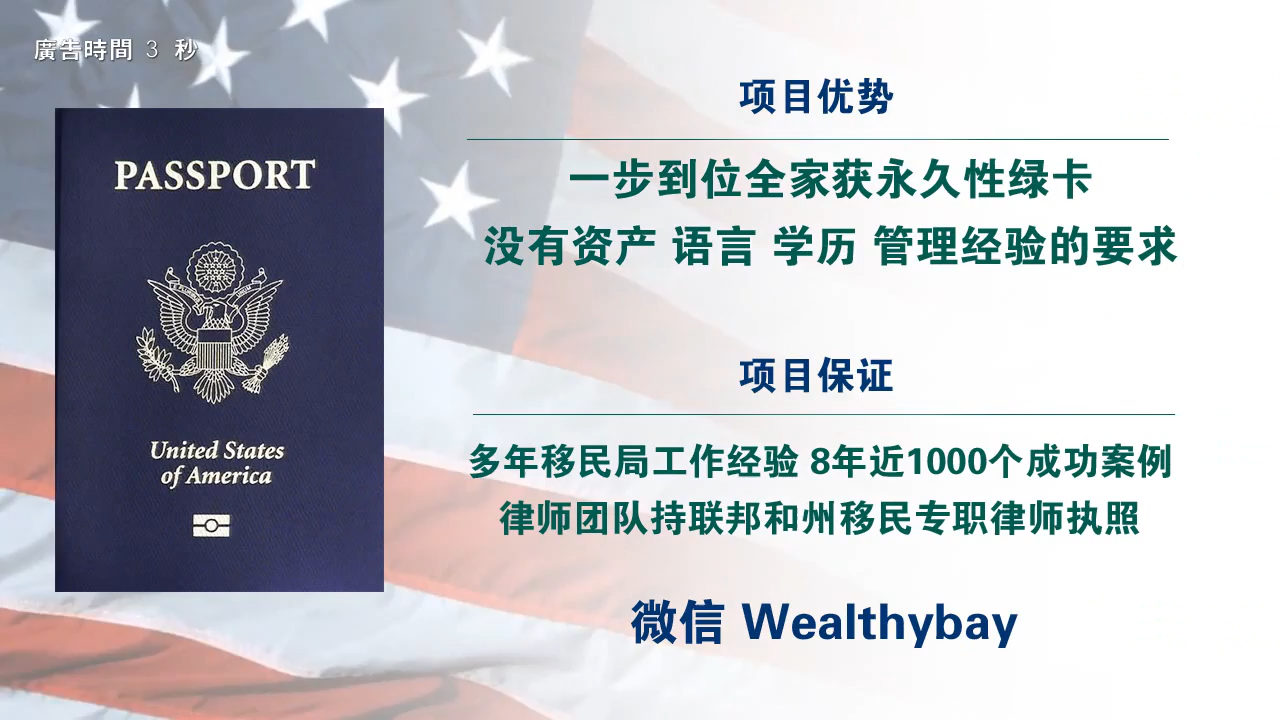 廣告時間 3 秒
PASSPORT
United States
of America
项目优势
一步到位全家获永久性绿卡
没有资产 语言 学历 管理经验的要求
项目保证
多年移民局工作经验 8年近1000个成功案例
律师团队持联邦和州移民专职律师执照
微信 Wealthybay